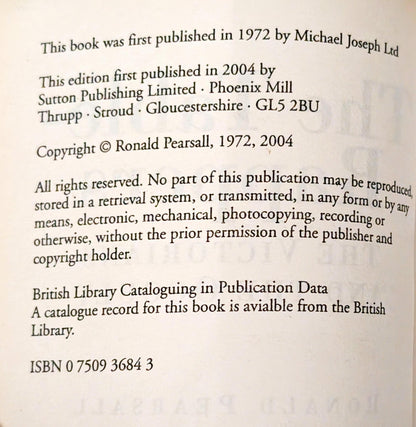 This book was first published in 1972 by Michael Joseph Ltd
This edition first published in 2004 by
Sutton Publishing Limited · Phoenix Mill
Thrupp · Stroud · Gloucestershire · GL5 2BU
Copyright © Ronald Pearsall, 1972, 2004
All rights reserved. No part of this publication may be reproduced,
stored in a retrieval system, or transmitted, in any form or by any
means, electronic, mechanical, photocopying, recording or
otherwise, without the prior permission of the publisher and
copyright holder.
British Library Cataloguing in Publication Data
A catalogue record for this book is avialble from the British
Library.
ISBN 0 7509 3684 3